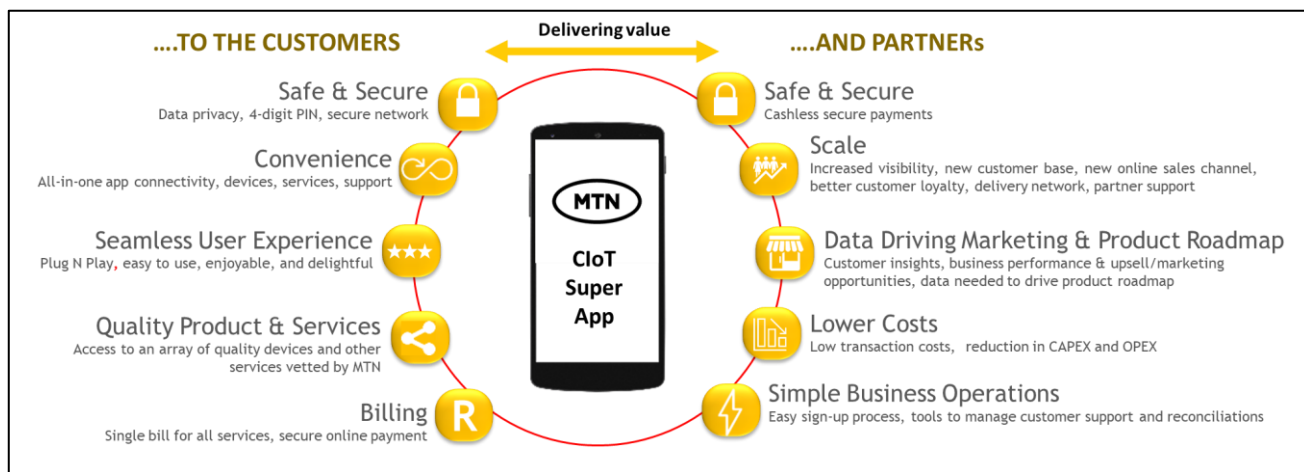 Delivering value
....TO THE CUSTOMERS
Safe & Secure
Data privacy, 4-digit PIN, secure network
Convenience
All-in-one app connectivity, devices, services, support
Seamless User Experience
Plug N Play, easy to use, enjoyable, and delightful
Quality Product & Services
Access to an array of quality devices and other
services vetted by MTN
Billing
Single bill for all services, secure online payment
R
MTN
CIoT
Super
App
....AND PARTNERs
Safe & Secure
Cashless secure payments
Scale
Increased visibility, new customer base, new online sales channel,
better customer loyalty, delivery network, partner support
Data Driving Marketing & Product Roadmap
Customer insights, business performance & upsell/marketing
opportunities, data needed to drive product roadmap
Lower Costs
Low transaction costs, reduction in CAPEX and OPEX
Simple Business Operations
Easy sign-up process, tools to manage customer support and reconciliations